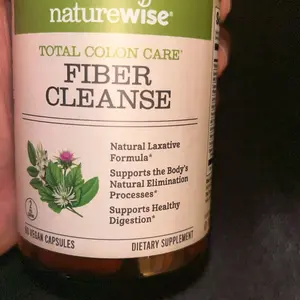 naturewise®
TOTAL COLON CARE†
FIBER
CLEANSE
Natural Laxative
Formula*
Supports the Body's
Natural Elimination
Processes*
Supports Healthy
Digestion*
60 VEGAN CAPSULES
DIETARY SUPPLEMENT